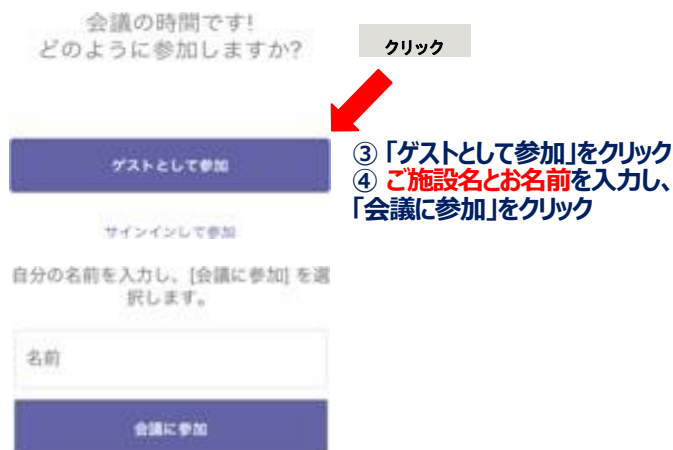 会議の時間です!
どのように参加しますか?
クリック
ゲストとして参加
③「ゲストとして参加」をクリック
④ ご施設名とお名前を入力し、
「会議に参加」をクリック
サインインして参加
自分の名前を入力し、[会議に参加] を選
択します。
名前
会議に参加